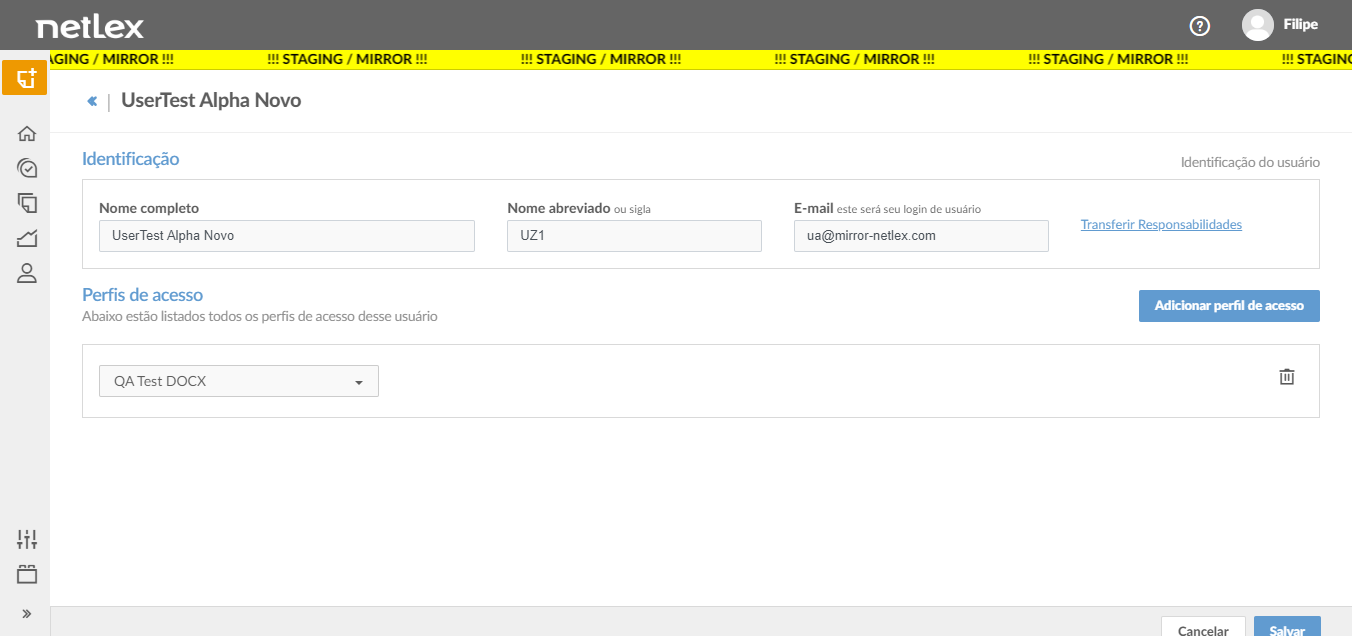 netlex
Filipe
AGING / MIRROR !!! !!! STAGING / MIRROR !!! !!! STAGING / MIRROR !!! !!! STAGING / MIRROR !!! !!! STAGING / MIRROR !!! !!! STAGING
« | UserTest Alpha Novo
Identificação
Identificação do usuário
Nome completo
UserTest Alpha Novo
Nome abreviado ou sigla
UZ1
E-mail este será seu login de usuário
ua@mirror-netlex.com
Transferir Responsabilidades
Perfis de acesso
Abaixo estão listados todos os perfis de acesso desse usuário
Adicionar perfil de acesso
QA Test DOCX
Cancelar
Salvar